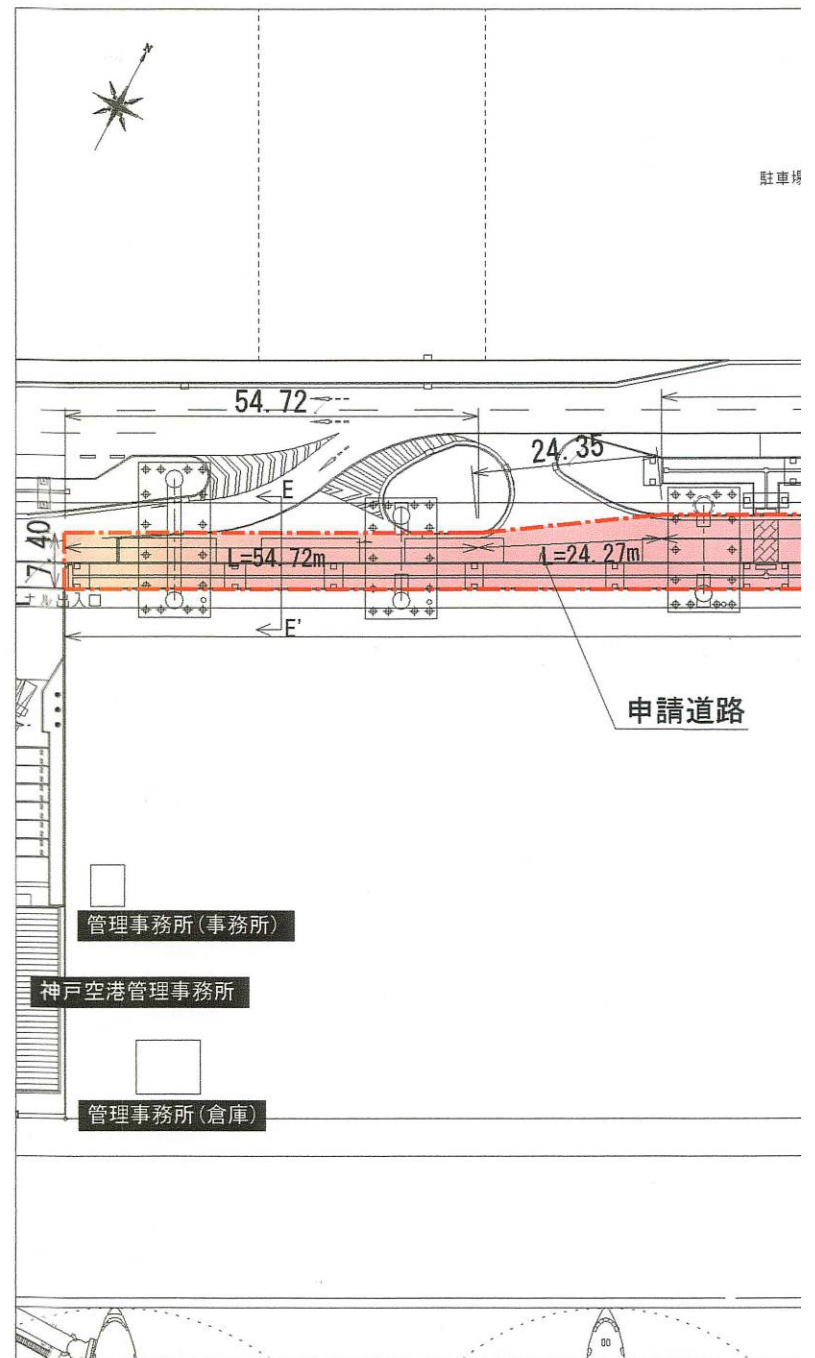 N
駐車場
54.72
24.35
E
7.40
L=54.72m
L=24.27m
ナル出入口
E'
申請道路
管理事務所(事務所)
神戸空港管理事務所
管理事務所(倉庫)